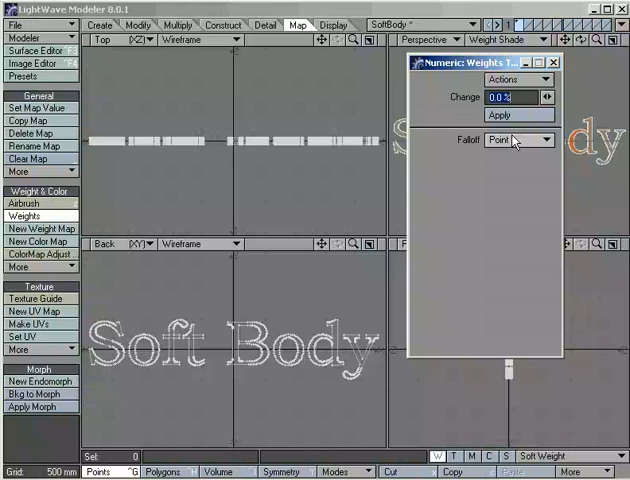 LightWave Modeler 8.0.1
File
Modeler
Surface Editor F3
Image Editor F4
Presets
General
Set Map Value
Copy Map
Delete Map
Rename Map
Clear Map
More
Weight & Color
Airbrush
Weights
New Weight Map
New Color Map
ColorMap Adjust ...
More
Texture
Texture Guide
New UV Map
Make UVs
Set UV
More
Morph
New Endomorph
Bkg to Morph
Apply Morph
Grid: 500 mm
Create Modify Multiply Construct Detail Map Display SoftBody * 1
Top (XZ) Wireframe
Perspective Weight Shade
dy
Numeric: Weights T...
Actions
Change 0.0 %
Apply
Falloff Point
Back (XY) Wireframe
Soft Body
Sel: 0
W T M C S Soft Weight
Points ^G Polygons ^H Volume ^J Symmetry Modes Cut x Copy c Paste More